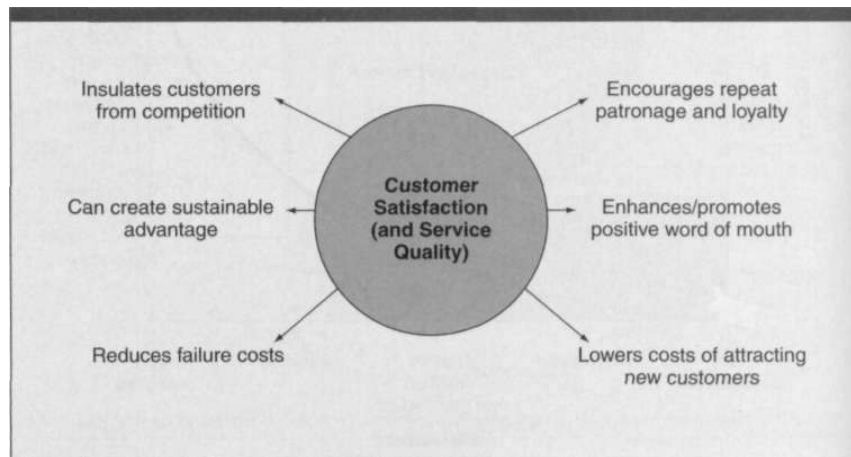 Insulates customers
from competition
Encourages repeat
patronage and loyalty
Customer
Satisfaction
(and Service
Quality)
Can create sustainable
advantage
Enhances/promotes
positive word of mouth
Reduces failure costs
Lowers costs of attracting
new customers